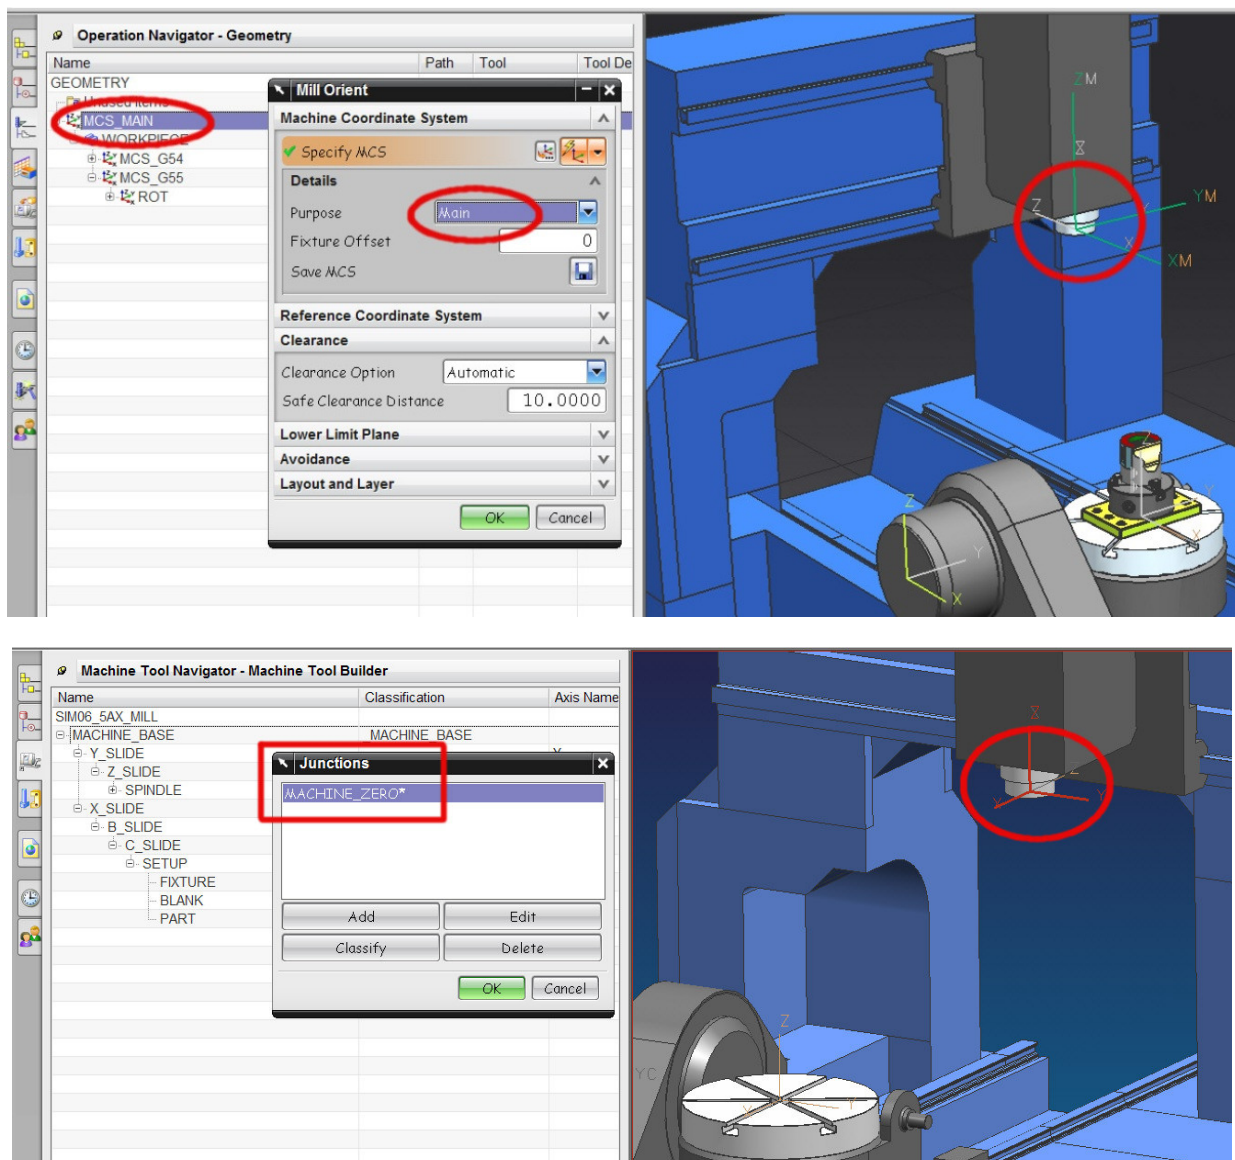 Operation Navigator - Geometry
Name Path Tool Tool De
GEOMETRY
Unused Items
MCS_MAIN
WORKPIECE
MCS_G54
MCS_G55
ROT
Mill Orient
Machine Coordinate System
Specify MCS
Details
Purpose Main
Fixture Offset 0
Save MCS
Reference Coordinate System
Clearance
Clearance Option Automatic
Safe Clearance Distance 10.0000
Lower Limit Plane
Avoidance
Layout and Layer
OK Cancel
ZM
Z
Z
YM
X
XM
Z
Y
X
Y
X
Machine Tool Navigator - Machine Tool Builder
Name Classification Axis Name
SIM06_5AX_MILL
MACHINE_BASE MACHINE_BASE
Y_SLIDE Y
Z_SLIDE
SPINDLE
X_SLIDE
B_SLIDE
C_SLIDE
SETUP
FIXTURE
BLANK
PART
Junctions
MACHINE_ZERO*
Add Edit
Classify Delete
OK Cancel
Z
X
Y
Z
YC
X
Y